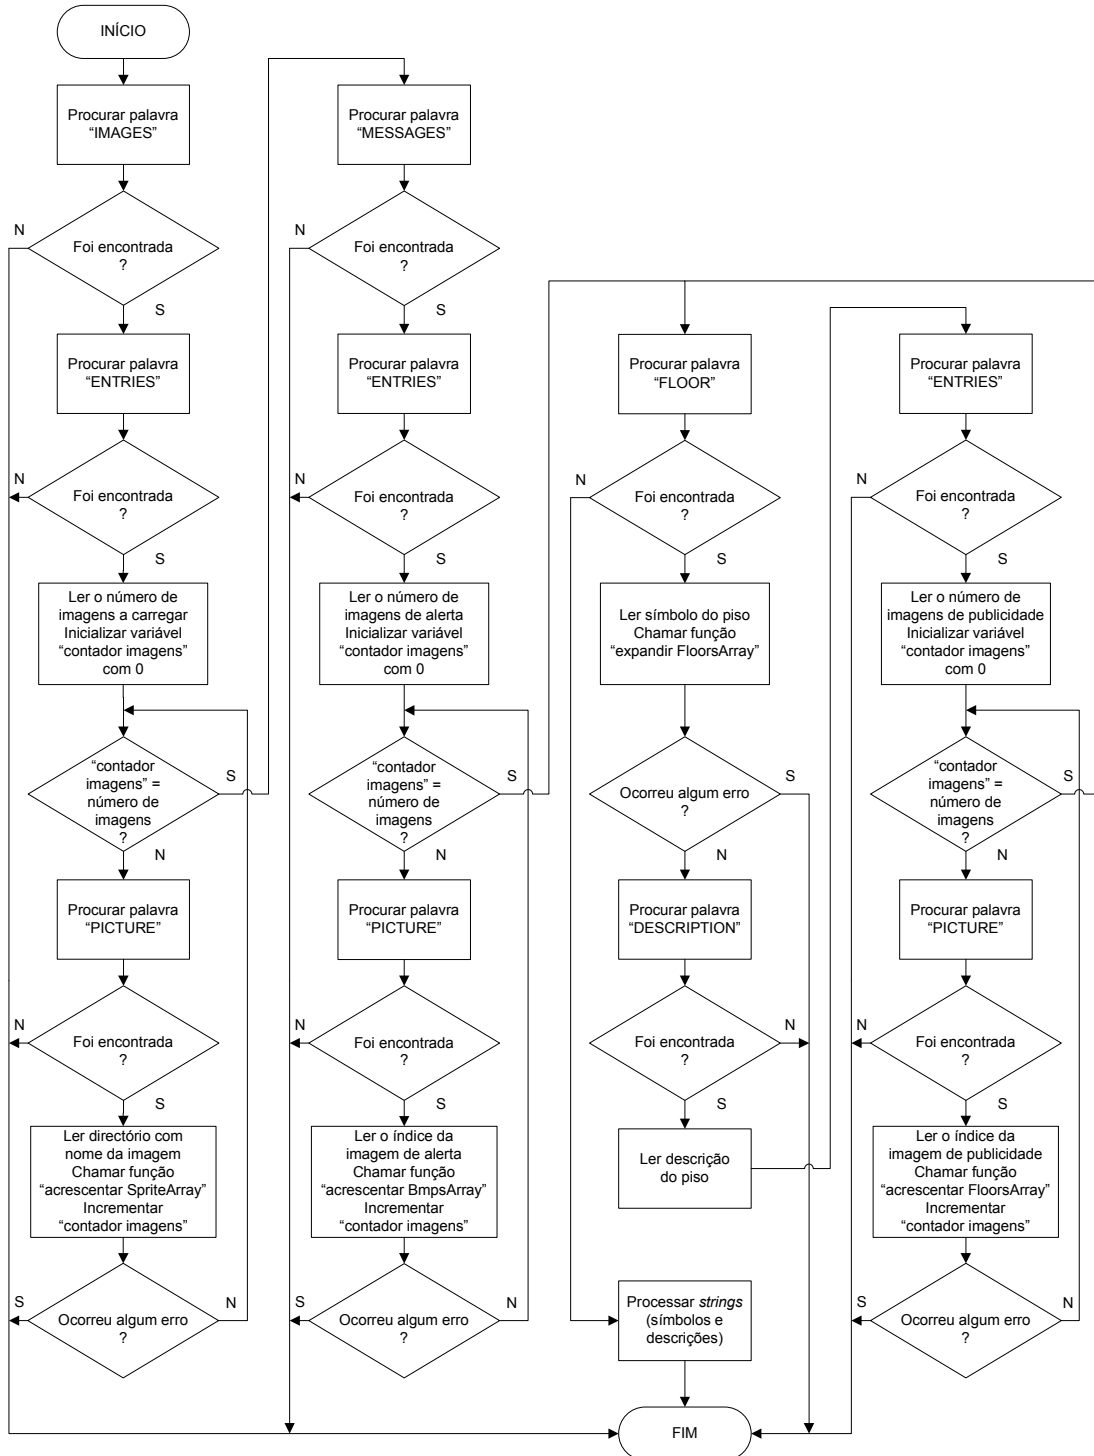 INÍCIO
Procurar palavra
“IMAGES”
N
Foi encontrada
?
S
Procurar palavra
“ENTRIES”
N
Foi encontrada
?
S
Ler o número de
imagens a carregar
Inicializar variável
“contador imagens”
com 0
“contador
imagens” =
número de
imagens
?
S
N
Procurar palavra
“PICTURE”
N
Foi encontrada
?
S
Ler directório com
nome da imagem
Chamar função
“acrescentar SpriteArray”
Incrementar
“contador imagens”
S
N
Ocorreu algum erro
?
Procurar palavra
“MESSAGES”
N
Foi encontrada
?
S
Procurar palavra
“ENTRIES”
N
Foi encontrada
?
S
Ler o número de
imagens de alerta
Inicializar variável
“contador imagens”
com 0
“contador
imagens” =
número de
imagens
?
S
N
Procurar palavra
“PICTURE”
N
Foi encontrada
?
S
Ler o índice da
imagem de alerta
Chamar função
“acrescentar BmpsArray”
Incrementar
“contador imagens”
S
N
Ocorreu algum erro
?
Procurar palavra
“FLOOR”
N
Foi encontrada
?
S
Ler símbolo do piso
Chamar função
“expandir FloorsArray”
S
Ocorreu algum erro
?
N
Procurar palavra
“DESCRIPTION”
N
Foi encontrada
?
S
Ler descrição
do piso
Processar strings
(símbolos e
descrições)
FIM
Procurar palavra
“ENTRIES”
N
Foi encontrada
?
S
Ler o número de
imagens de publicidade
Inicializar variável
“contador imagens”
com 0
“contador
imagens” =
número de
imagens
?
S
N
Procurar palavra
“PICTURE”
N
Foi encontrada
?
S
Ler o índice da
imagem de publicidade
Chamar função
“acrescentar FloorsArray”
Incrementar
“contador imagens”
S
N
Ocorreu algum erro
?